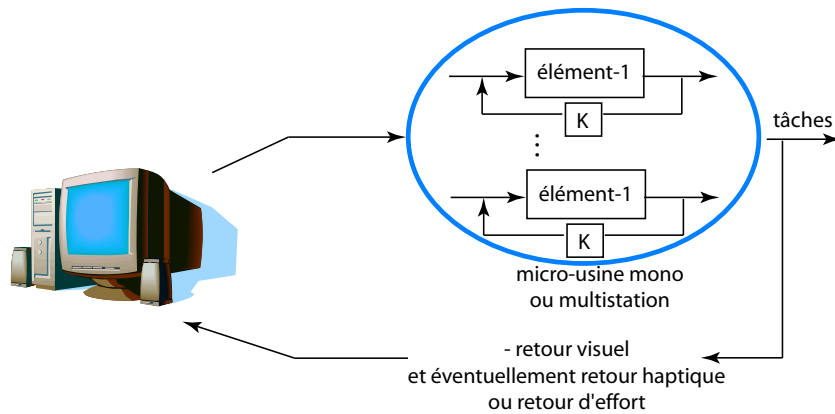 élément-1
K
tâches
élément-1
K
micro-usine mono
ou multistation
- retour visuel
et éventuellement retour haptique
ou retour d'effort